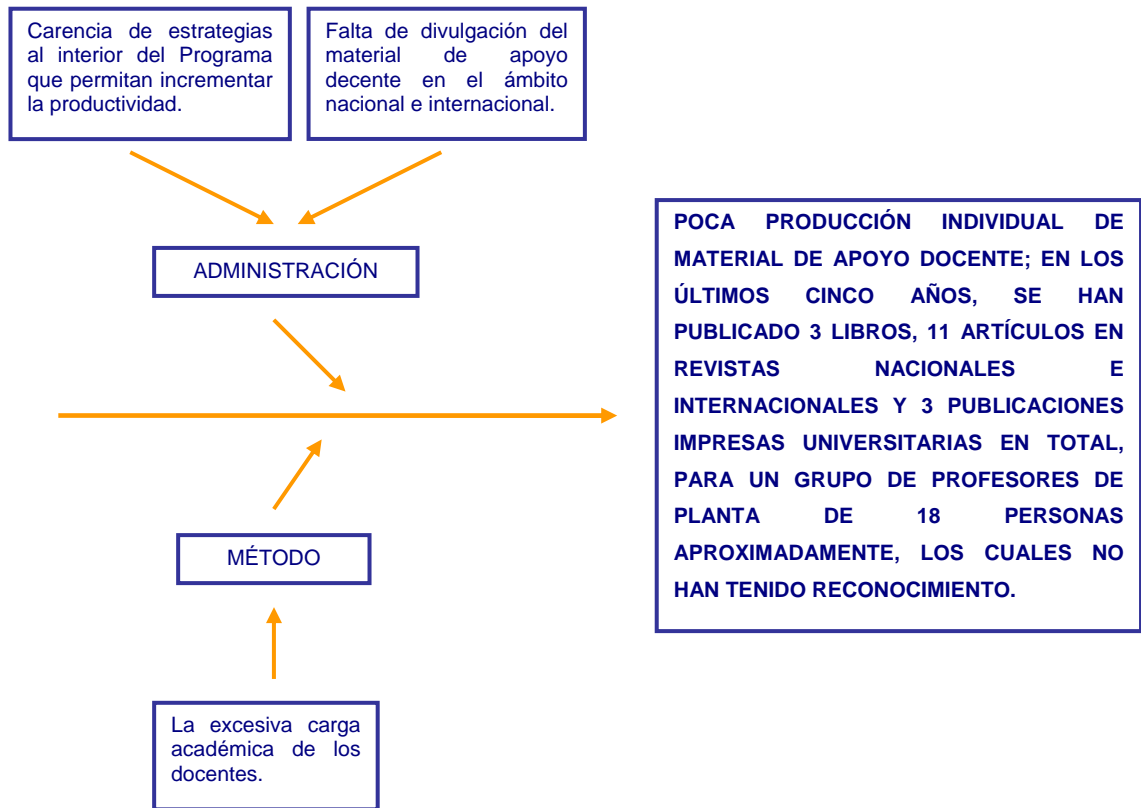 Carencia de estrategias
al interior del Programa
que permitan incrementar
la productividad.
Falta de divulgación del
material de apoyo
decente en el ámbito
nacional e internacional.
ADMINISTRACIÓN
POCA PRODUCCIÓN INDIVIDUAL DE
MATERIAL DE APOYO DOCENTE; EN LOS
ÚLTIMOS CINCO AÑOS, SE HAN
PUBLICADO 3 LIBROS, 11 ARTÍCULOS EN
REVISTAS NACIONALES E
INTERNACIONALES Y 3 PUBLICACIONES
IMPRESAS UNIVERSITARIAS EN TOTAL,
PARA UN GRUPO DE PROFESORES DE
PLANTA DE 18 PERSONAS
APROXIMADAMENTE, LOS CUALES NO
HAN TENIDO RECONOCIMIENTO.
MÉTODO
La excesiva carga
académica de los
docentes.